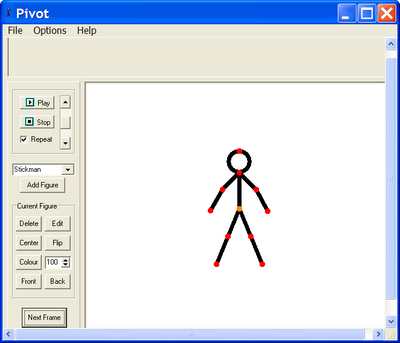 Pivot
File Options Help
Play
Stop
Repeat
Stickman
Add Figure
Current Figure
Delete Edit
Center Flip
Colour 100
Front Back
Next Frame